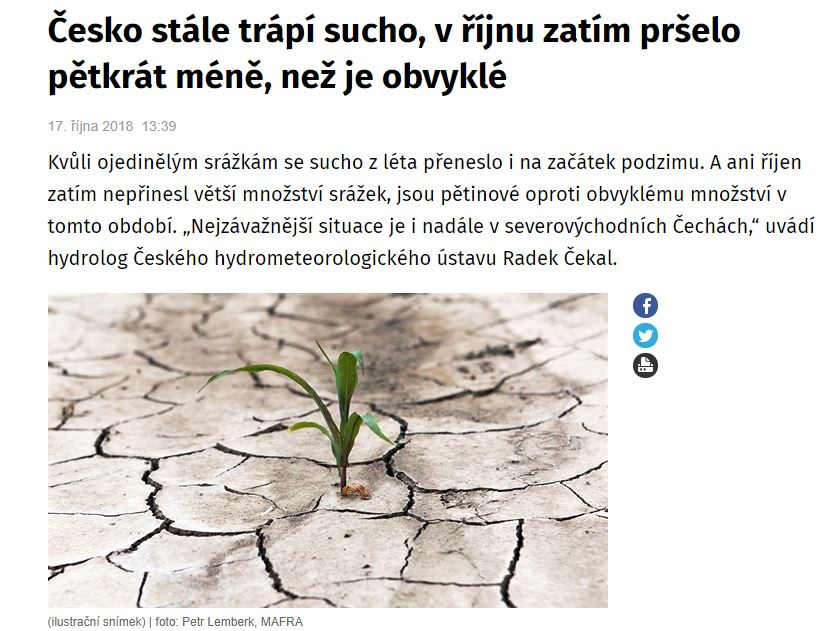 Česko stále trápí sucho, v říjnu zatím pršelo
pětkrát méně, než je obvyklé
17. října 2018 13:39
Kvůli ojedinělým srážkám se sucho z léta přeneslo i na začátek podzimu. A ani říjen
zatím nepřinesl větší množství srážek, jsou pětinové oproti obvyklému množství v
tomto období. „Nejzávažnější situace je i nadále v severovýchodních Čechách,“ uvádí
hydrolog Českého hydrometeorologického ústavu Radek Čekal.
(ilustrační snímek) | foto: Petr Lemberk, MAFRA